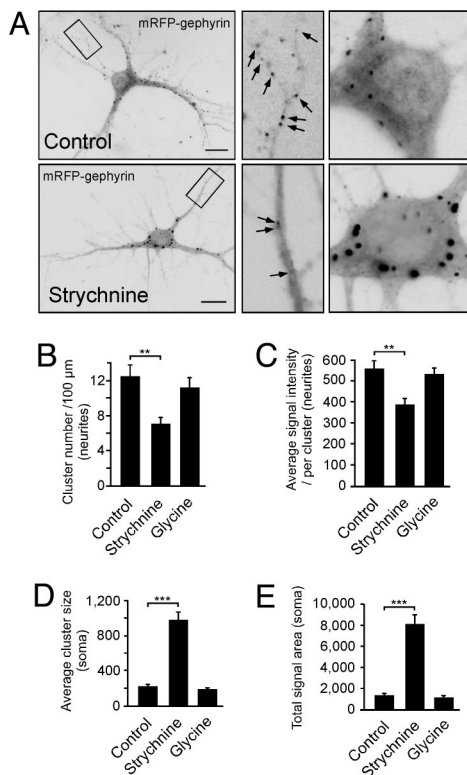 A
mRFP-gephyrin
Control
mRFP-gephyrin
Strychnine
B
**
Cluster number /100 µm
(neurites)
12
8
4
0
Control
Strychnine
Glycine
C
**
Average signal intensity
/ per cluster (neurites)
600
500
400
300
200
100
0
Control
Strychnine
Glycine
D
***
Average cluster size
(soma)
1,200
800
400
0
Control
Strychnine
Glycine
E
***
Total signal area (soma)
10,000
8,000
6,000
4,000
2,000
0
Control
Strychnine
Glycine